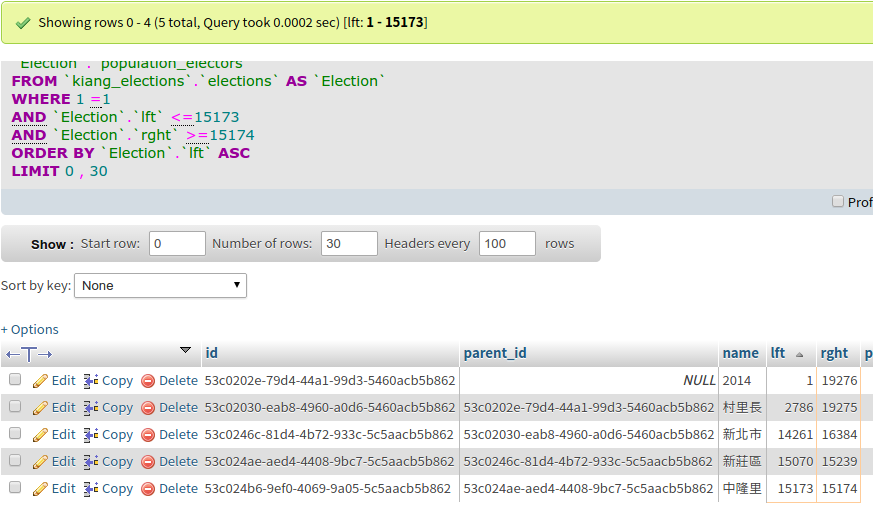 Showing rows 0 - 4 (5 total, Query took 0.0002 sec) [lft: 1 - 15173]
`Election`.`population_electors`
FROM `kiang_elections`.`elections` AS `Election`
WHERE 1 =1
AND `Election`.`lft` <=15173
AND `Election`.`rght` >=15174
ORDER BY `Election`.`lft` ASC
LIMIT 0 , 30
Prof
Show : Start row: 0 Number of rows: 30 Headers every 100 rows
Sort by key: None
+ Options
←T→ id parent_id name lft rght p
Edit Copy Delete 53c0202e-79d4-44a1-99d3-5460acb5b862 NULL 2014 1 19276
Edit Copy Delete 53c02030-eab8-4960-a0d6-5460acb5b862 53c0202e-79d4-44a1-99d3-5460acb5b862 村里長 2786 19275
Edit Copy Delete 53c0246c-81d4-4b72-933c-5c5aacb5b862 53c02030-eab8-4960-a0d6-5460acb5b862 新北市 14261 16384
Edit Copy Delete 53c024ae-aed4-4408-9bc7-5c5aacb5b862 53c0246c-81d4-4b72-933c-5c5aacb5b862 新莊區 15070 15239
Edit Copy Delete 53c024b6-9ef0-4069-9a05-5c5aacb5b862 53c024ae-aed4-4408-9bc7-5c5aacb5b862 中隆里 15173 15174